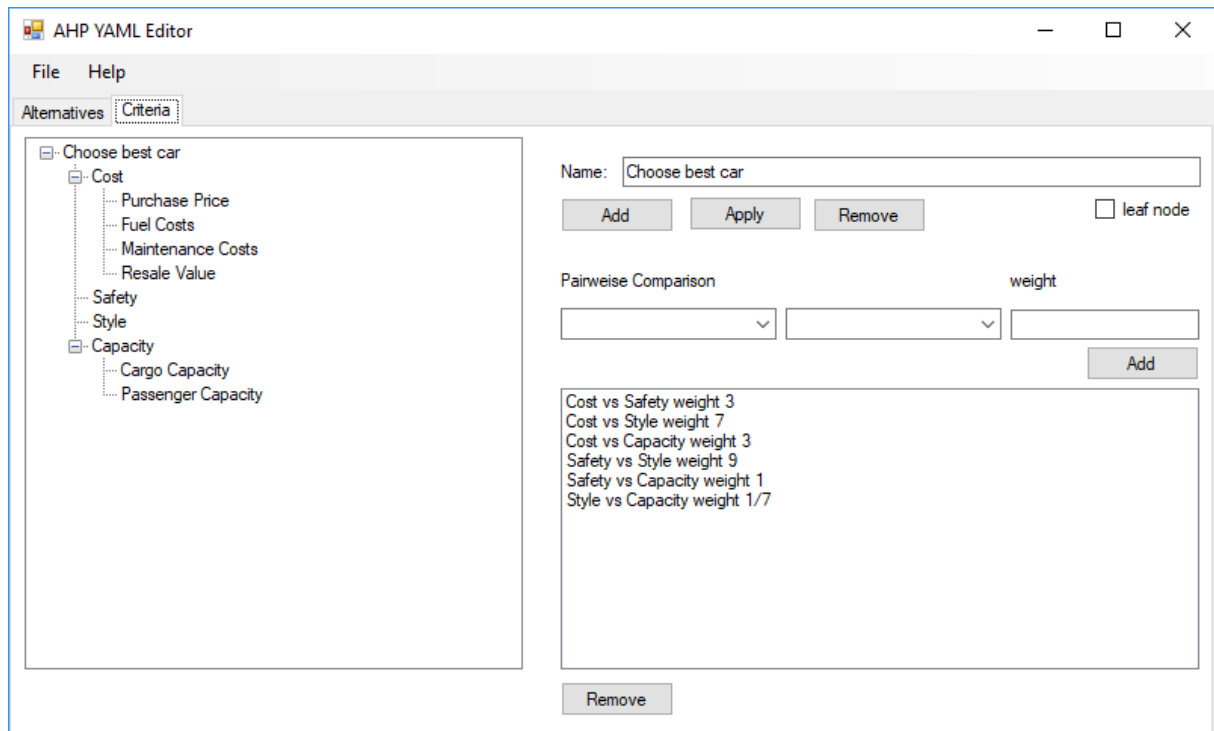 AHP YAML Editor
File Help
Alternatives Criteria
Choose best car
Cost
Purchase Price
Fuel Costs
Maintenance Costs
Resale Value
Safety
Style
Capacity
Cargo Capacity
Passenger Capacity
Name: Choose best car
Add Apply Remove leaf node
Pairwise Comparison weight
Add
Cost vs Safety weight 3
Cost vs Style weight 7
Cost vs Capacity weight 3
Safety vs Style weight 9
Safety vs Capacity weight 1
Style vs Capacity weight 1/7
Remove